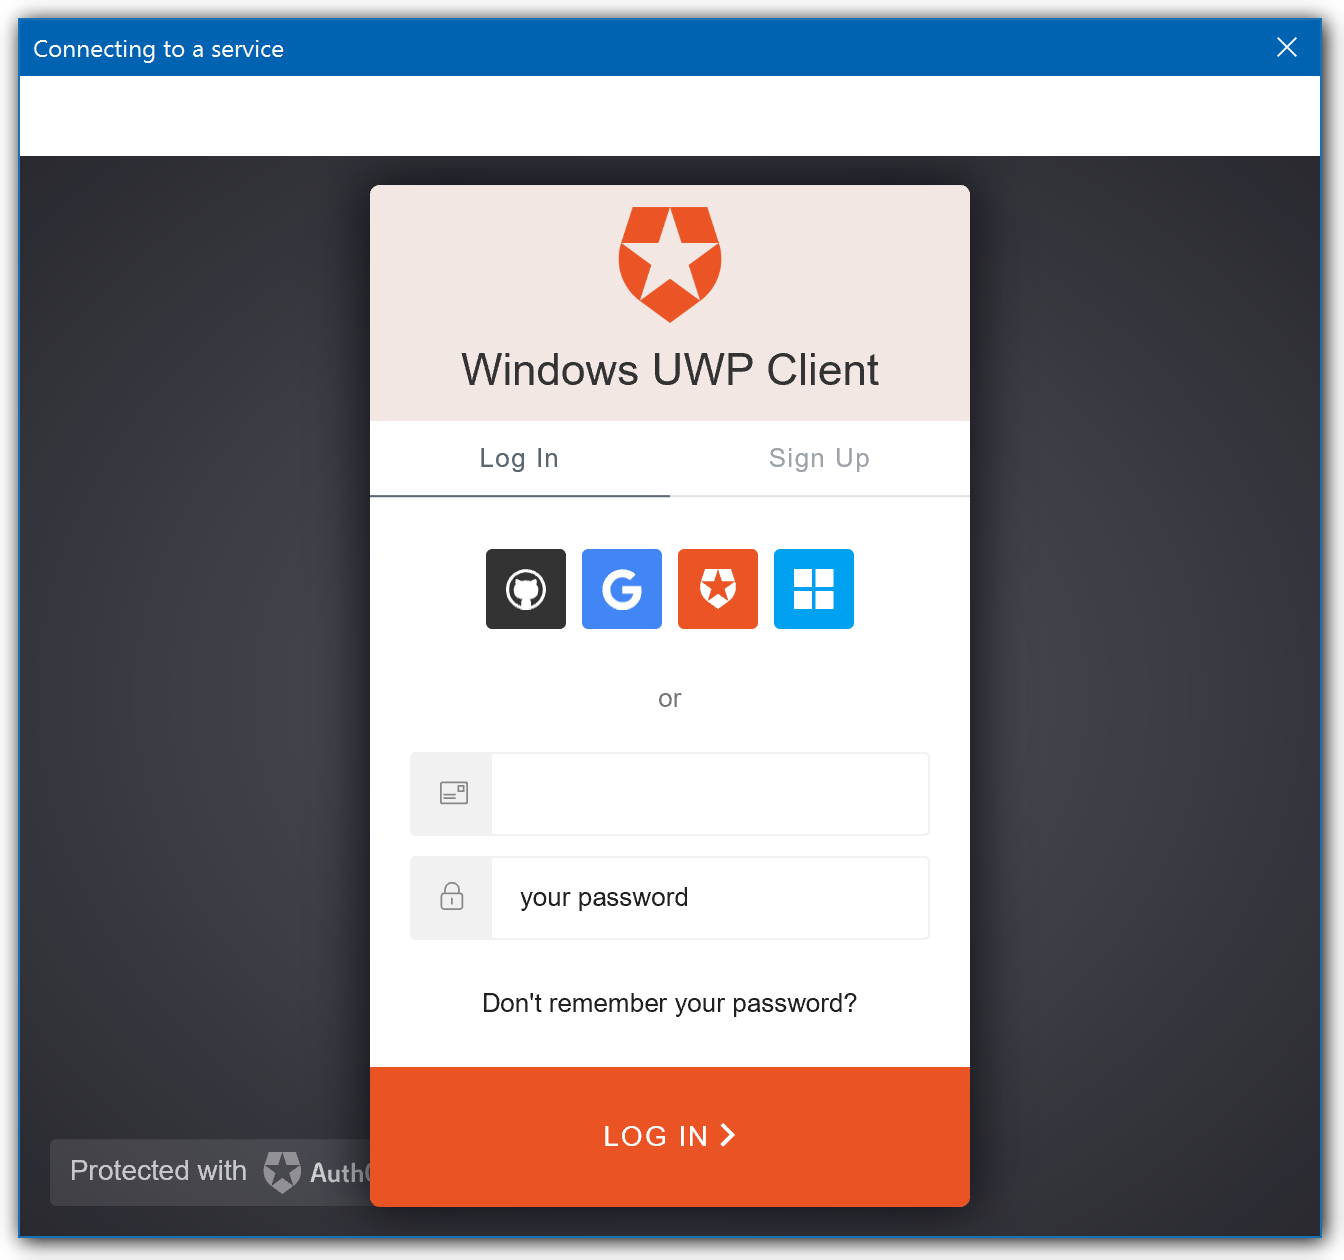 Connecting to a service
Windows UWP Client
Log In
Sign Up
or
your password
Don't remember your password?
LOG IN
Protected with Auth